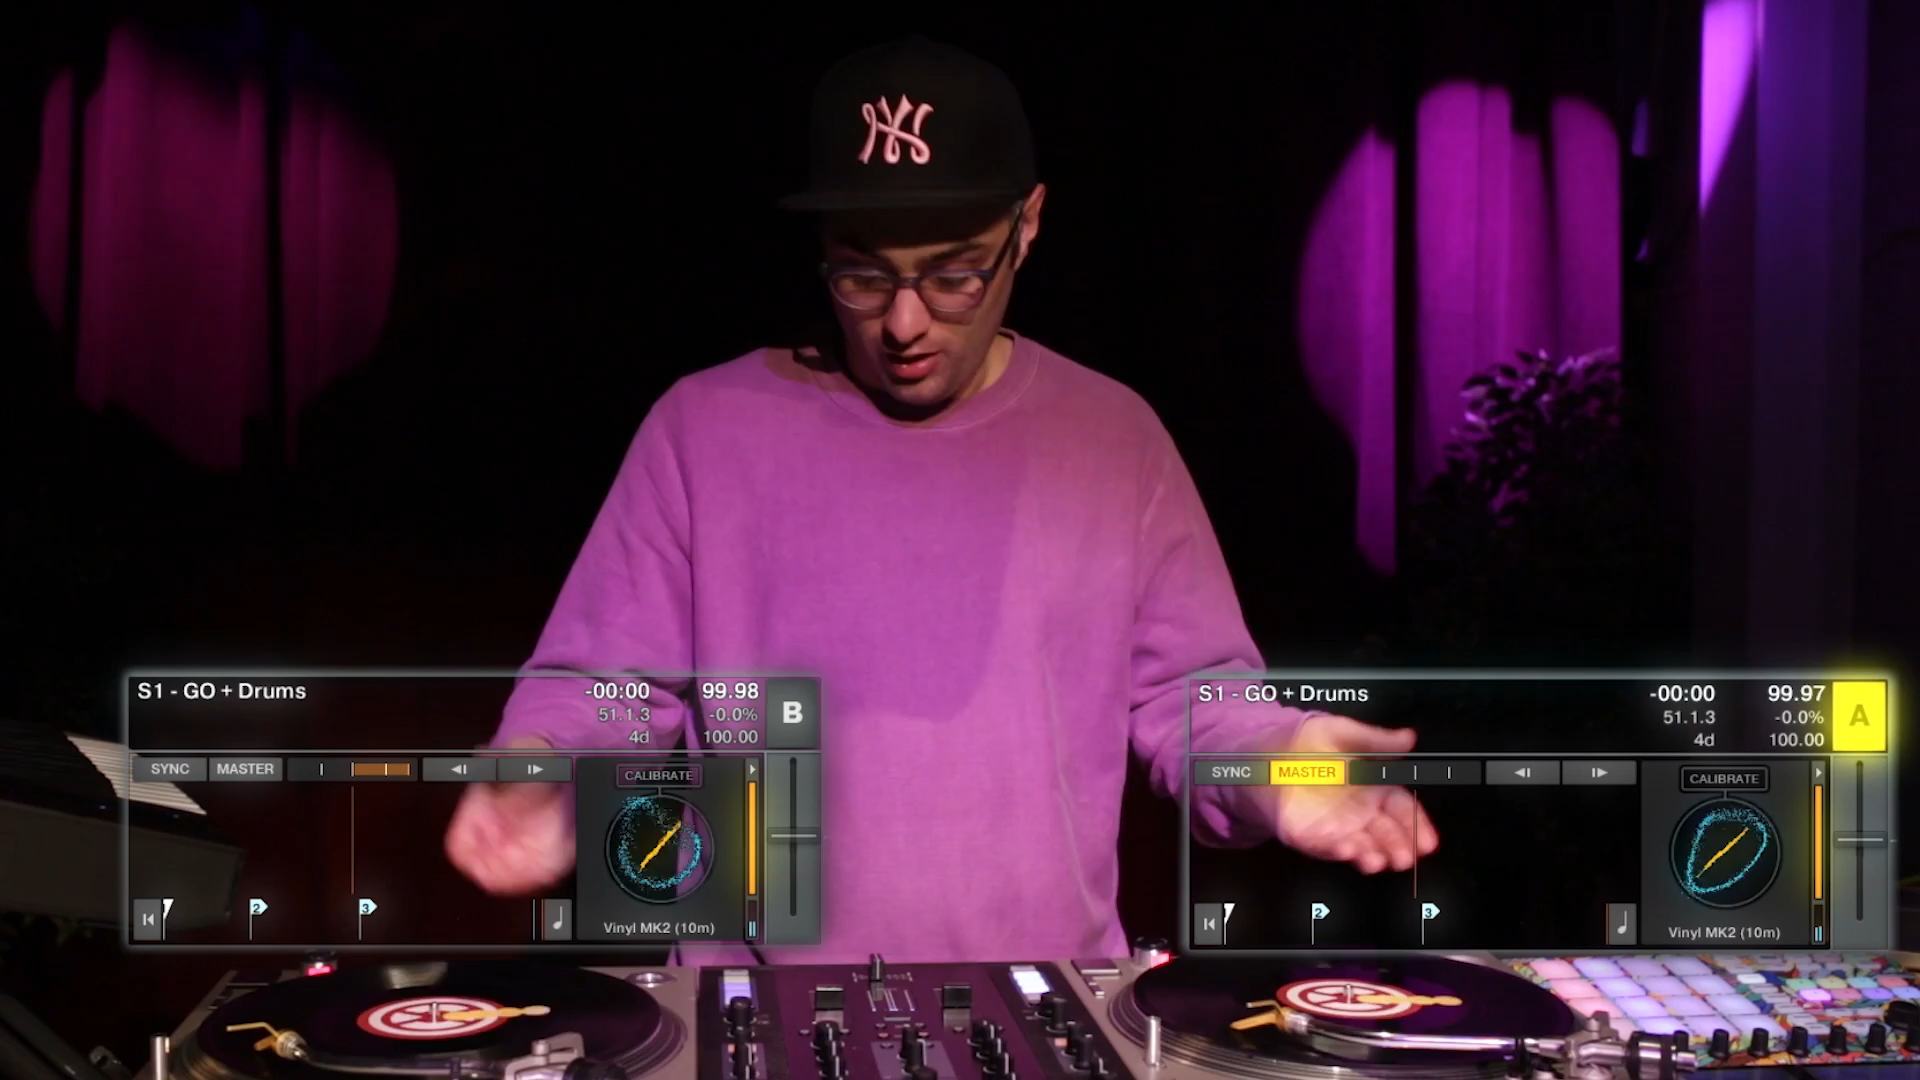 S1 - GO + Drums -00:00 99.98 B
51.1.3 -0.0%
4d 100.00
SYNC MASTER
CALIBRATE
2 3
Vinyl MK2 (10m)
S1 - GO + Drums -00:00 99.97 A
51.1.3 -0.0%
4d 100.00
SYNC MASTER
CALIBRATE
2 3
Vinyl MK2 (10m)